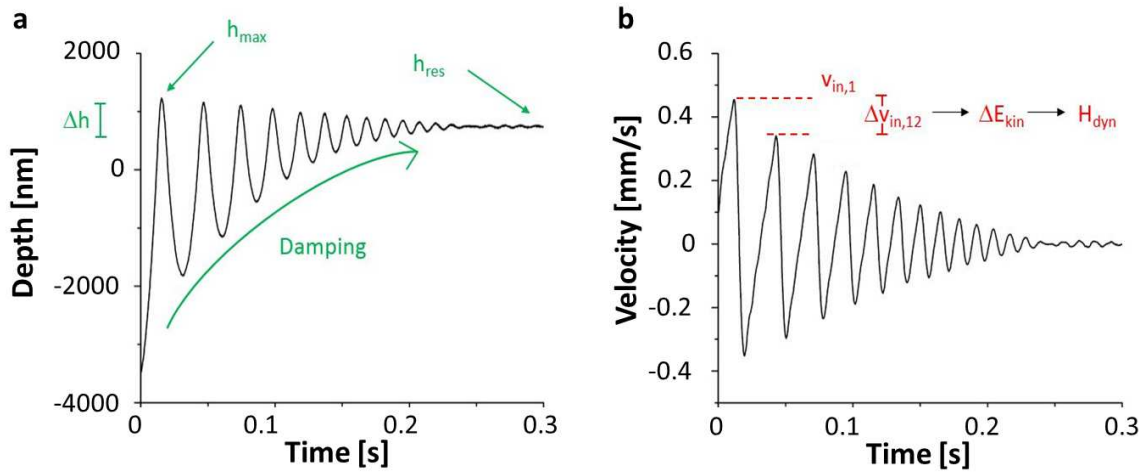 a
h_max
h_res
Δh
Damping
2000
0
-2000
-4000
Depth [nm]
0
0.1
0.2
0.3
Time [s]
b
v_in,1
Δv_in,12 → ΔE_kin → H_dyn
0.6
0.4
0.2
0
-0.2
-0.4
Velocity [mm/s]
0
0.1
0.2
0.3
Time [s]